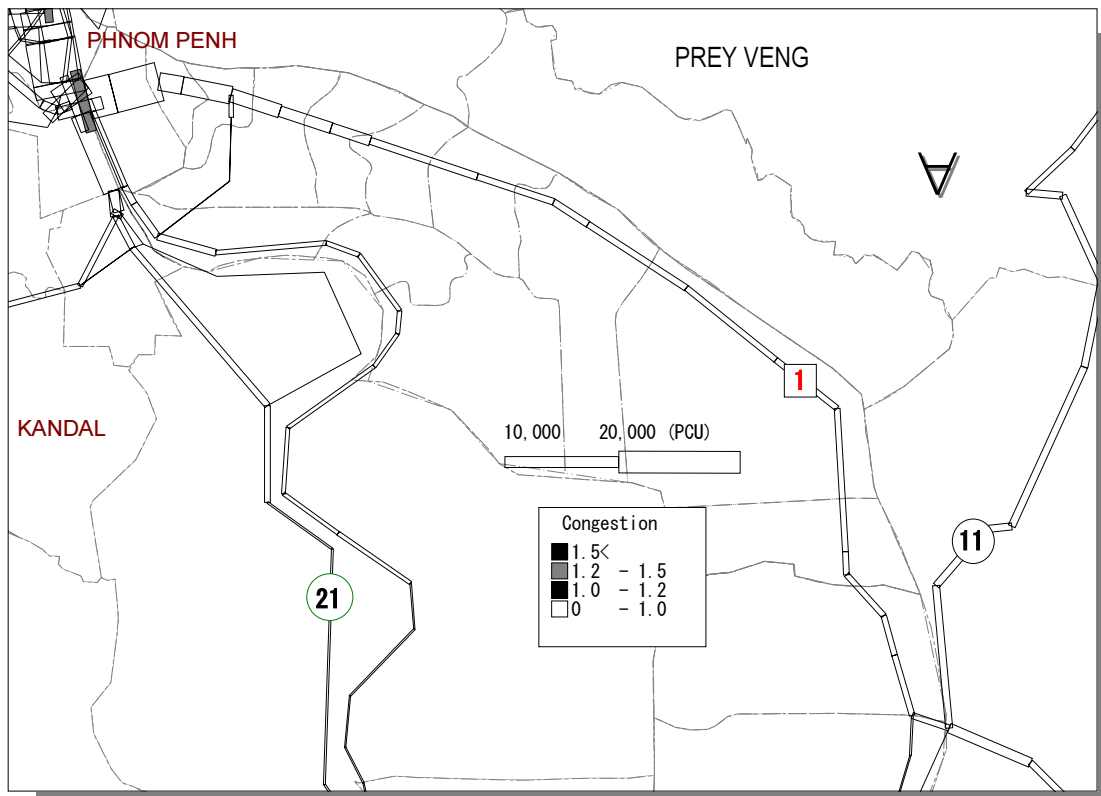 PHNOM PENH
PREY VENG
1
KANDAL
10,000 20,000 (PCU)
Congestion
1.5<
1.2 - 1.5
1.0 - 1.2
0 - 1.0
11
21